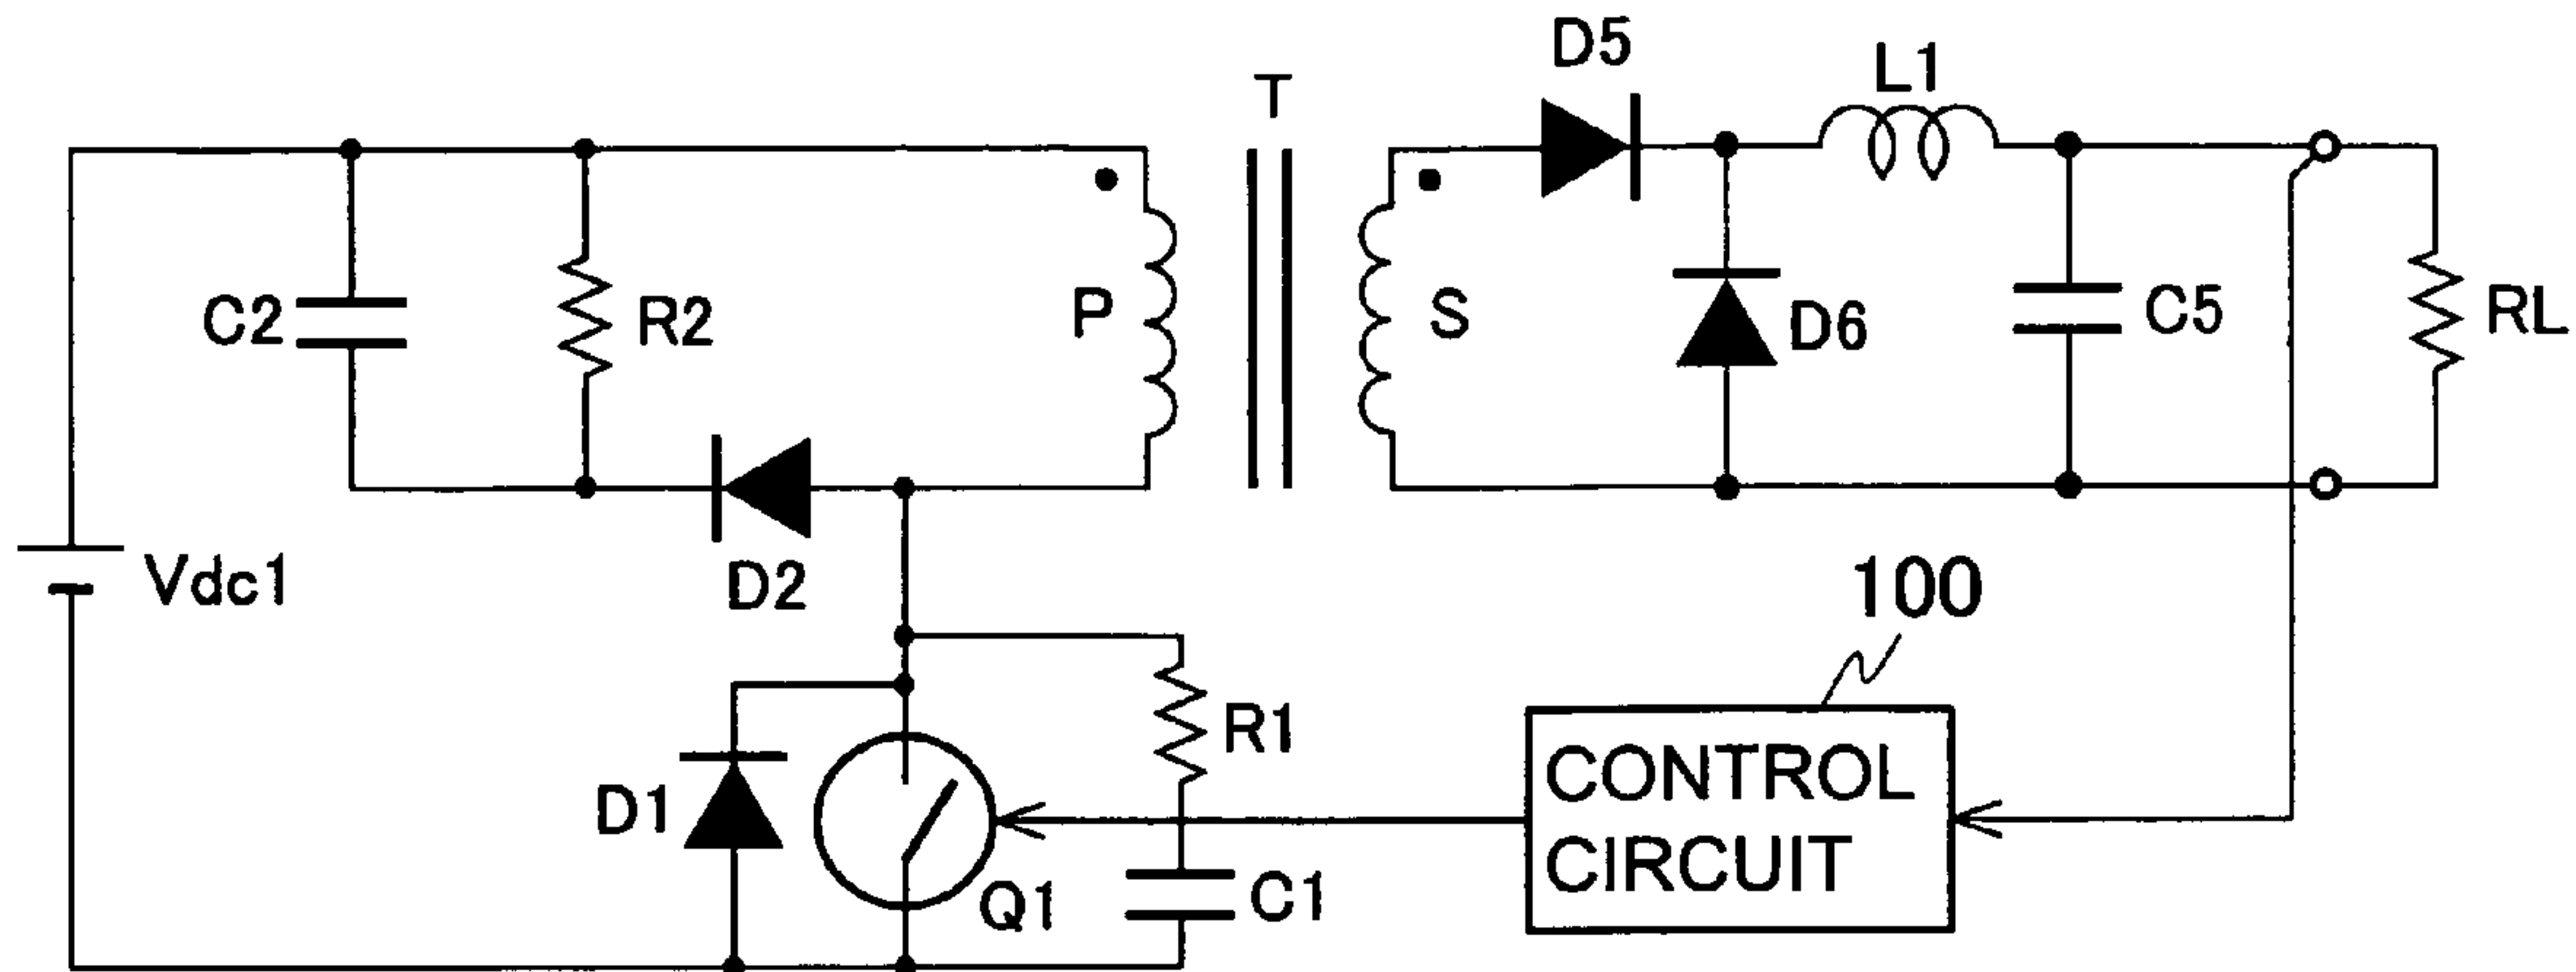 D5
L1
T
C2
R2
P
S
D6
C5
RL
Vdc1
D2
100
D1
R1
CONTROL
CIRCUIT
Q1
C1